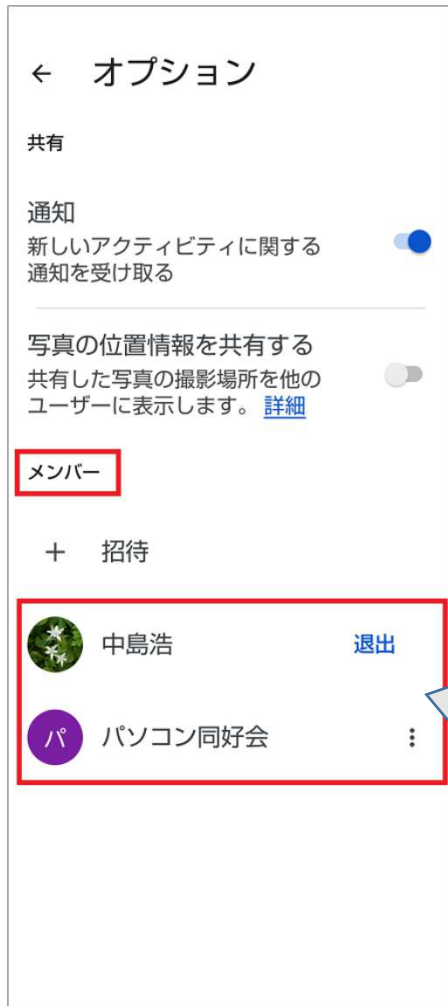 ← オプション
共有
通知
新しいアクティビティに関する
通知を受け取る
写真の位置情報を共有する
共有した写真の撮影場所を他の
ユーザーに表示します。 詳細
メンバー
+ 招待
中島浩 退出
パ パソコン同好会